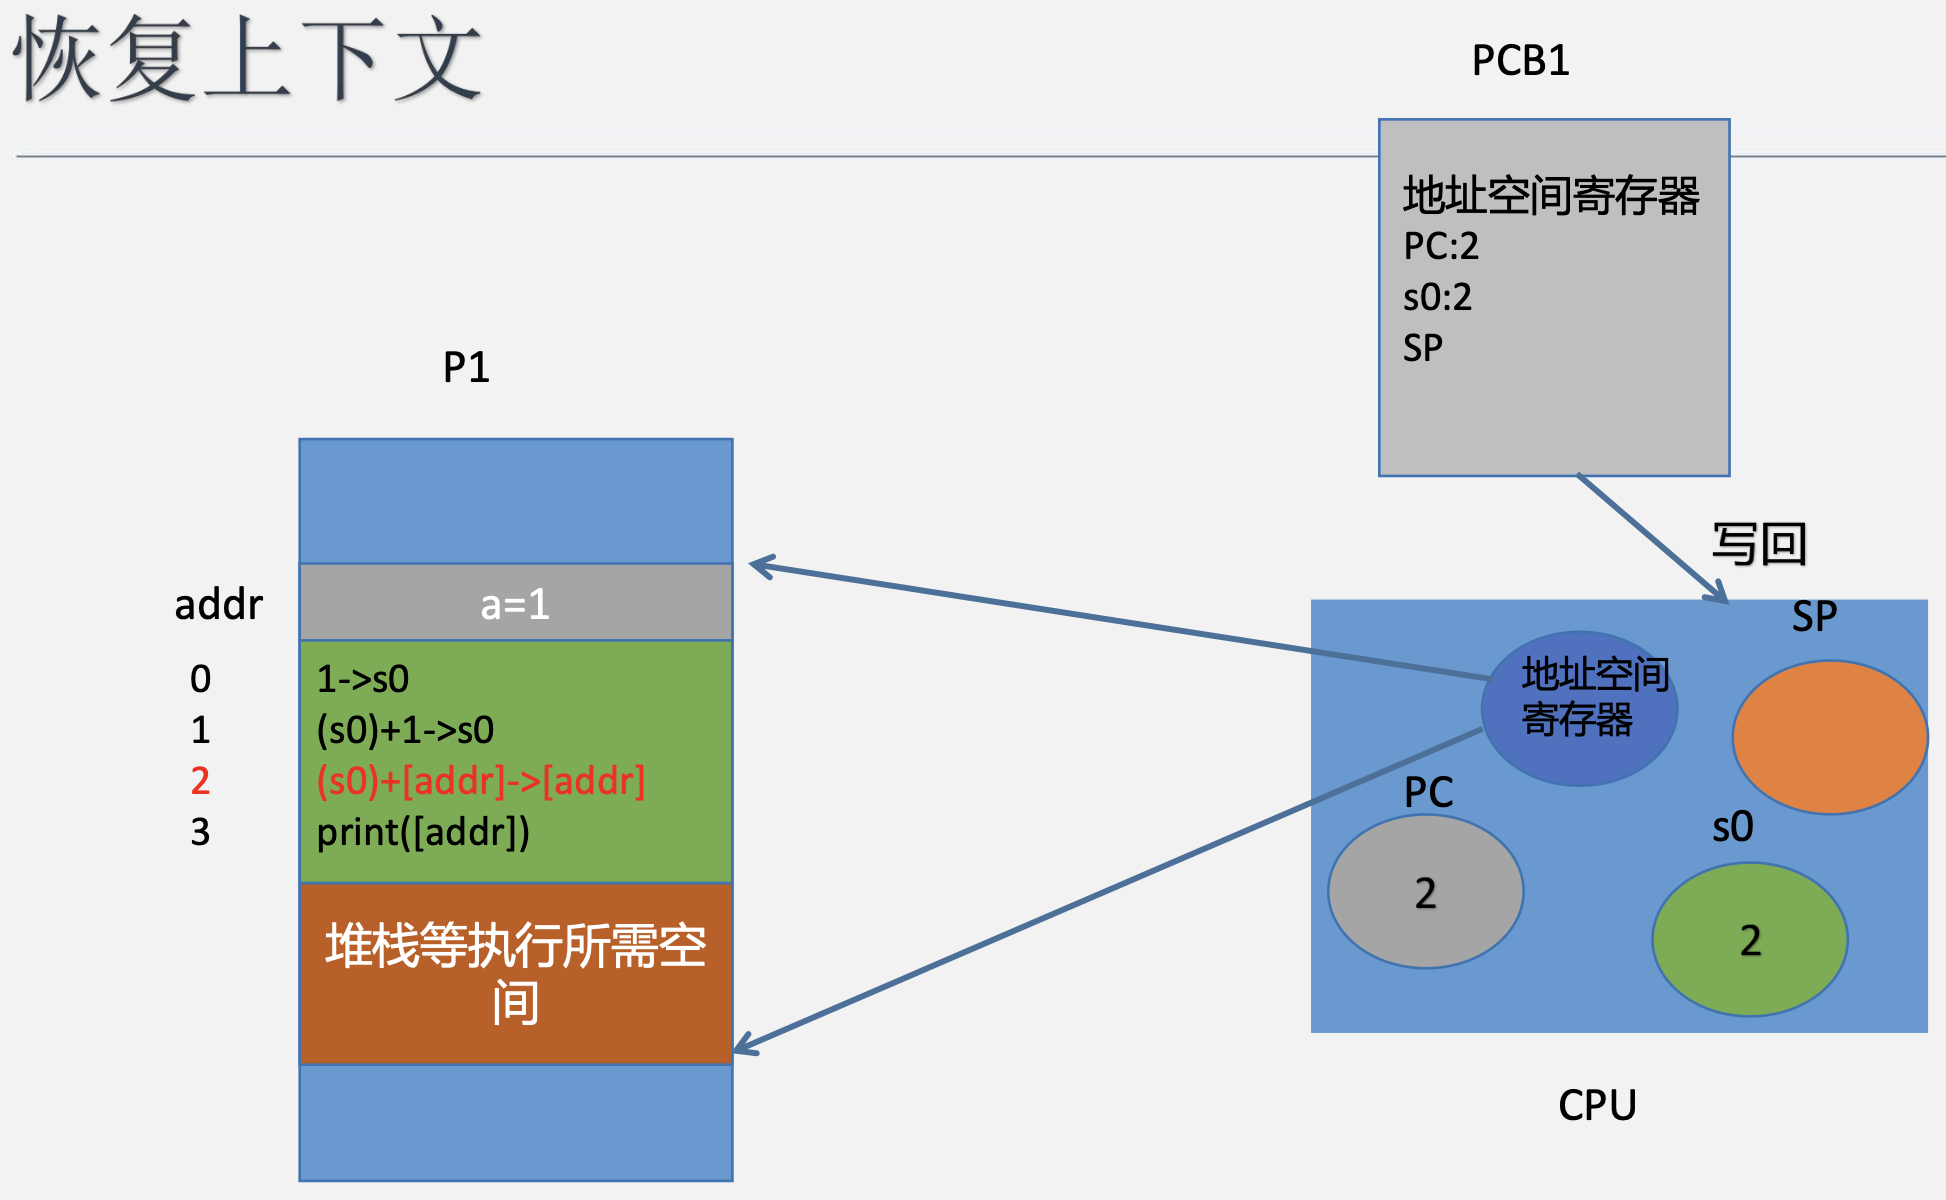 恢复上下文
PCB1
地址空间寄存器
PC:2
s0:2
SP
写回
P1
addr
a=1
0
1->s0
1
(s0)+1->s0
2
(s0)+[addr]->[addr]
3
print([addr])
堆栈等执行所需空
间
SP
地址空间
寄存器
PC
2
s0
2
CPU